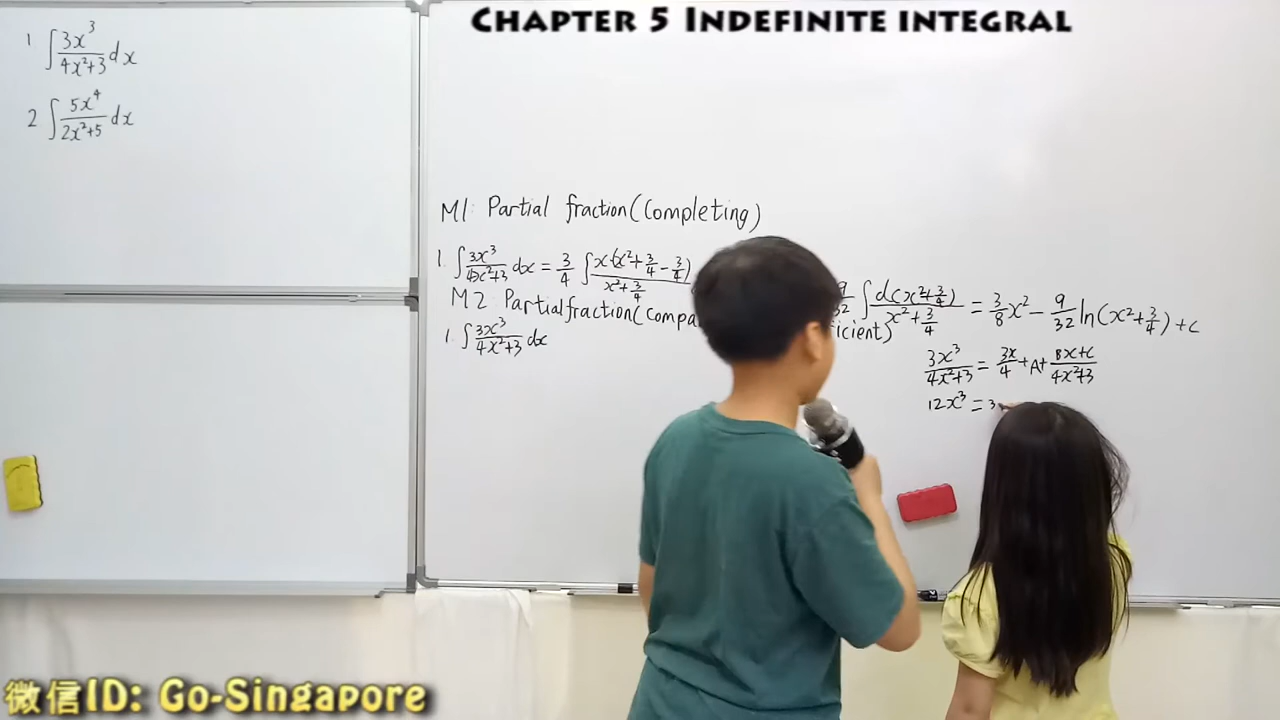 CHAPTER 5 INDEFINITE INTEGRAL
1 ∫ 3x³/(4x²+3) dx
2 ∫ 5x⁴/(2x²+5) dx
M1: Partial fraction (Completing)
1. ∫ 3x³/(4x²+3) dx = 3/4 ∫ x(x²+3/4-3/4)/(x²+3/4)
/32 ∫ d(x²+3/4)/(x²+3/4) = 3/8 x² - 9/32 ln(x²+3/4) + C
M2: Partial fraction (compa icient)
1. ∫ 3x³/(4x²+3) dx
3x³/(4x²+3) = 3x/4 + A + (Bx+C)/(4x²+3)
12x³ = 3
微信ID: Go-Singapore